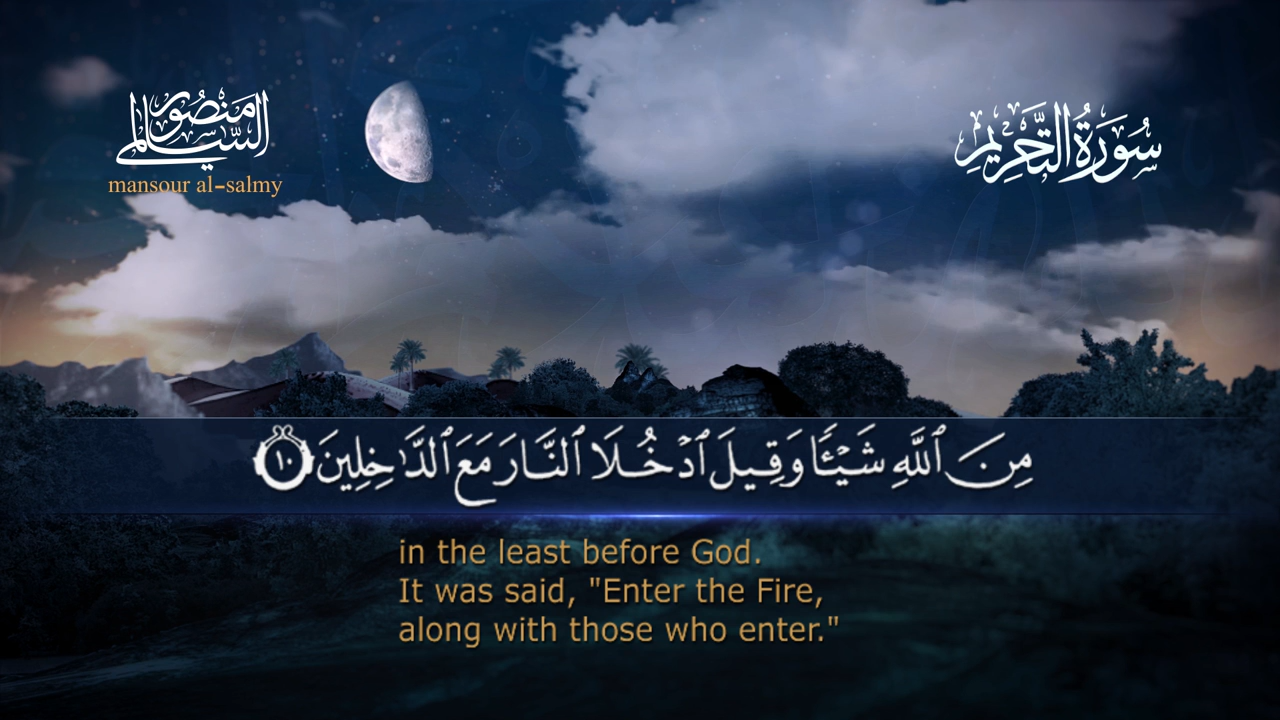 منصور السالمي
mansour al-salmy
سُورَةُ التَّحْرِيمِ
مِنَ ٱللَّهِ شَيْـًٔا وَقِيلَ ٱدْخُلَا ٱلنَّارَ مَعَ ٱلدَّٰخِلِينَ ١٠
in the least before God.
It was said, "Enter the Fire,
along with those who enter."